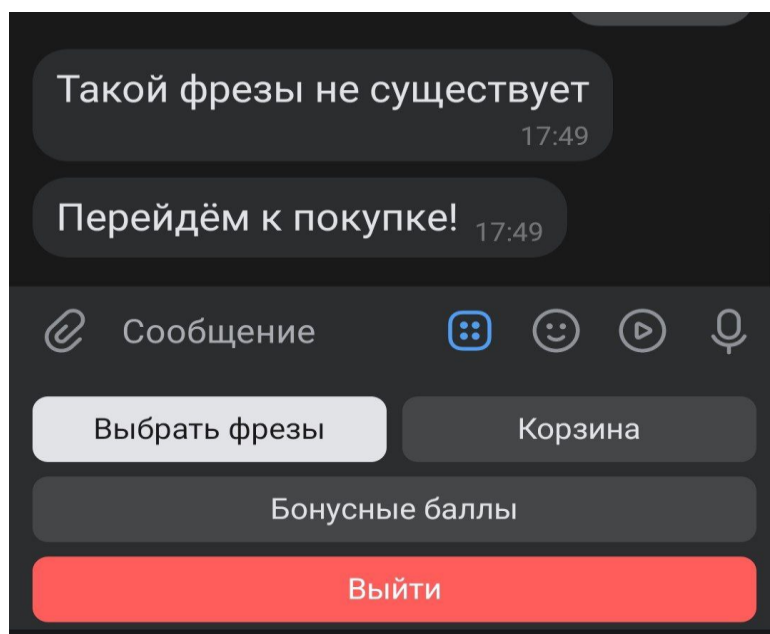 Такой фрезы не существует
17:49
Перейдём к покупке! 17:49
Сообщение
Выбрать фрезы Корзина
Бонусные баллы
Выйти